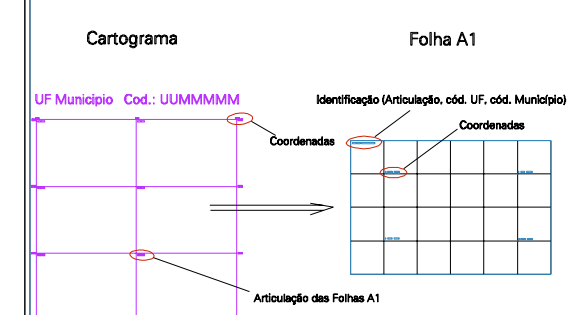 Cartograma
Folha A1
UF Municipio Cod.: UUMMMMM
Identificação (Articulação, cód. UF, cód. Município)
Coordenadas
Coordenadas
Articulação das Folhas A1